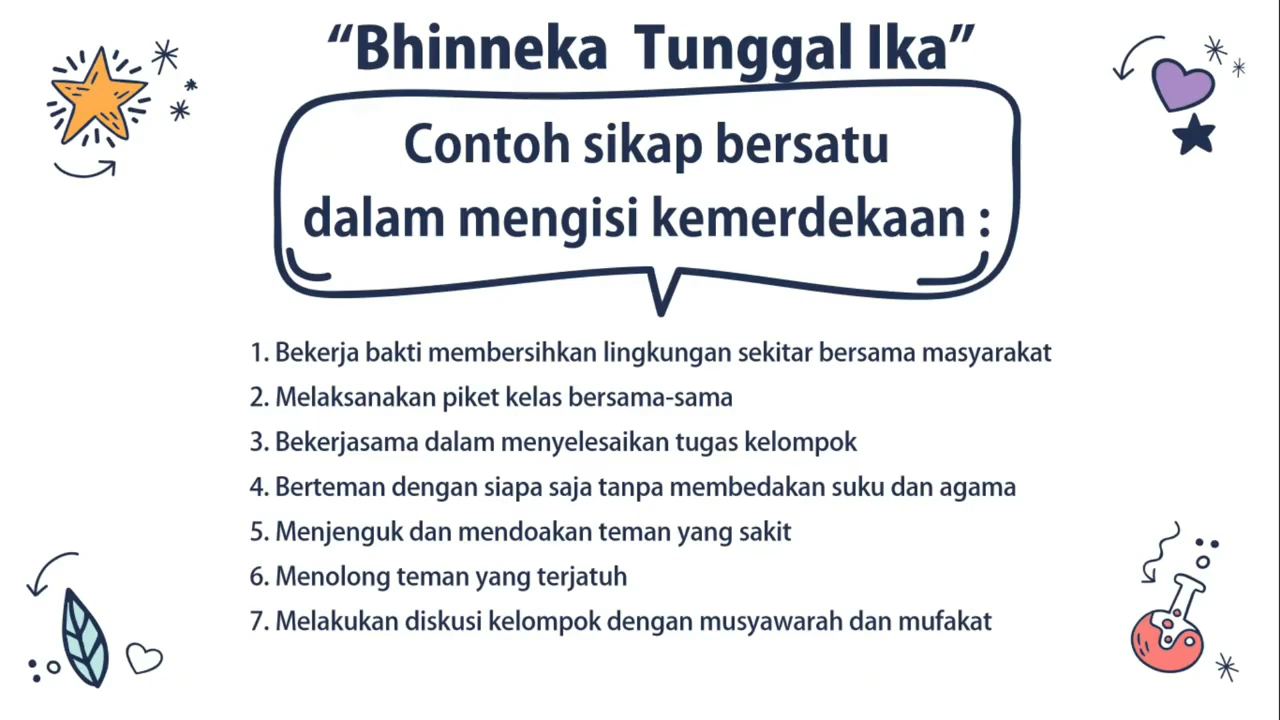 “Bhinneka Tunggal Ika”
Contoh sikap bersatu
dalam mengisi kemerdekaan :
1. Bekerja bakti membersihkan lingkungan sekitar bersama masyarakat
2. Melaksanakan piket kelas bersama-sama
3. Bekerjasama dalam menyelesaikan tugas kelompok
4. Berteman dengan siapa saja tanpa membedakan suku dan agama
5. Menjenguk dan mendoakan teman yang sakit
6. Menolong teman yang terjatuh
7. Melakukan diskusi kelompok dengan musyawarah dan mufakat